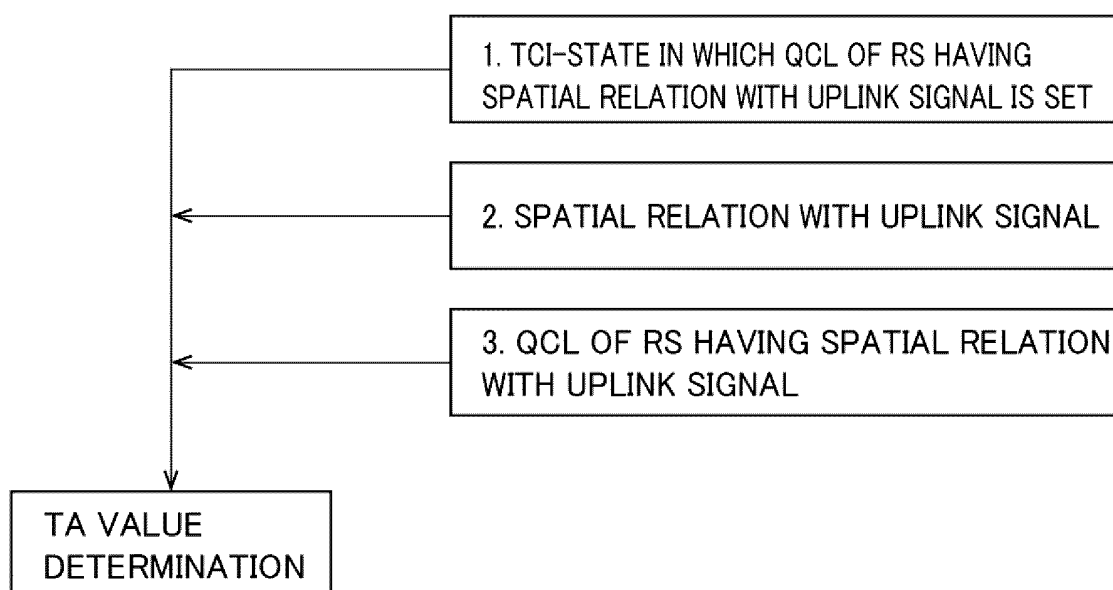 1. TCI-STATE IN WHICH QCL OF RS HAVING
SPATIAL RELATION WITH UPLINK SIGNAL IS SET
2. SPATIAL RELATION WITH UPLINK SIGNAL
3. QCL OF RS HAVING SPATIAL RELATION
WITH UPLINK SIGNAL
TA VALUE
DETERMINATION